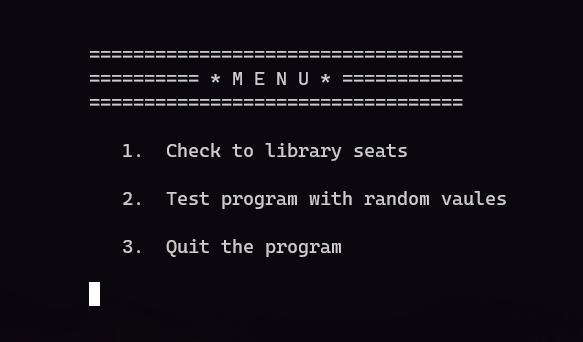 ==================================
========== * M E N U * ===========
==================================
1. Check to library seats
2. Test program with random vaules
3. Quit the program